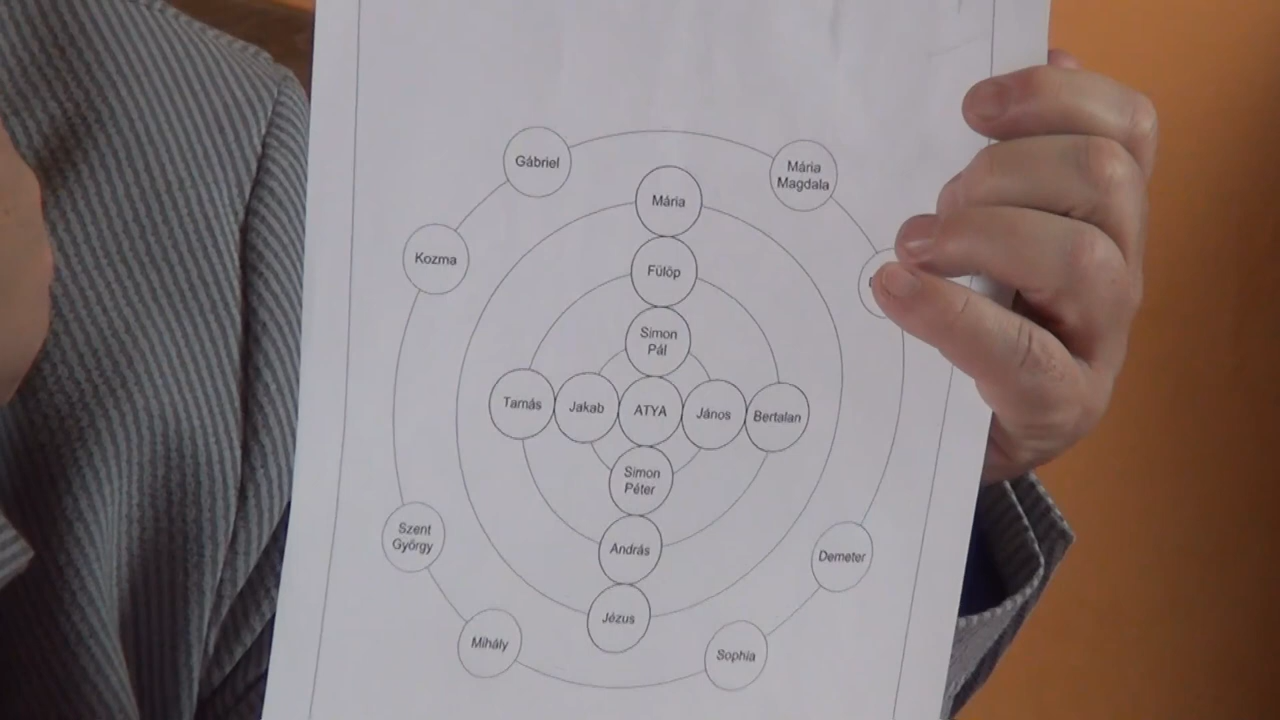 Gábriel
Mária
Magdala
Mária
Kozma
Fülöp
Simon
Pál
Tamás
Jakab
ATYA
János
Bertalan
Simon
Péter
Szent
György
András
Demeter
Jézus
Mihály
Sophia